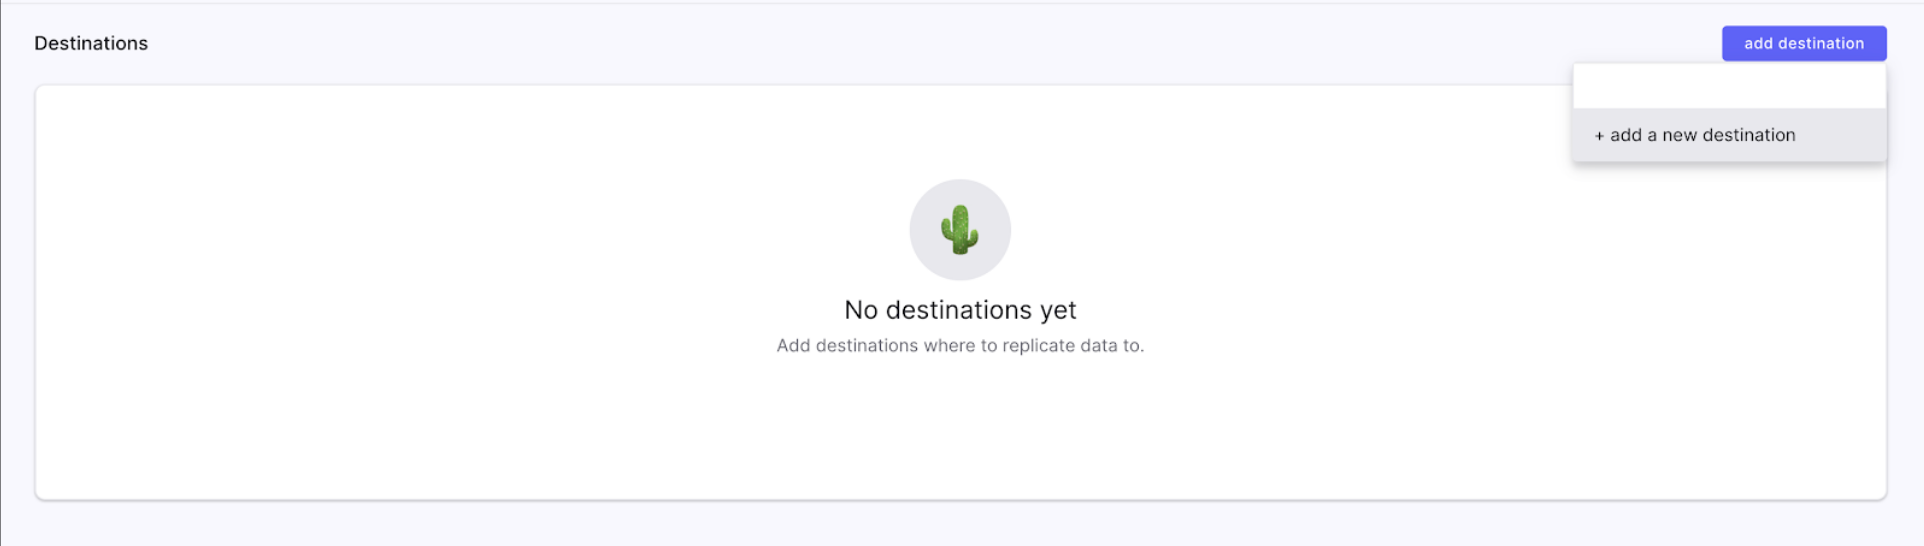 Destinations
add destination
+ add a new destination
No destinations yet
Add destinations where to replicate data to.